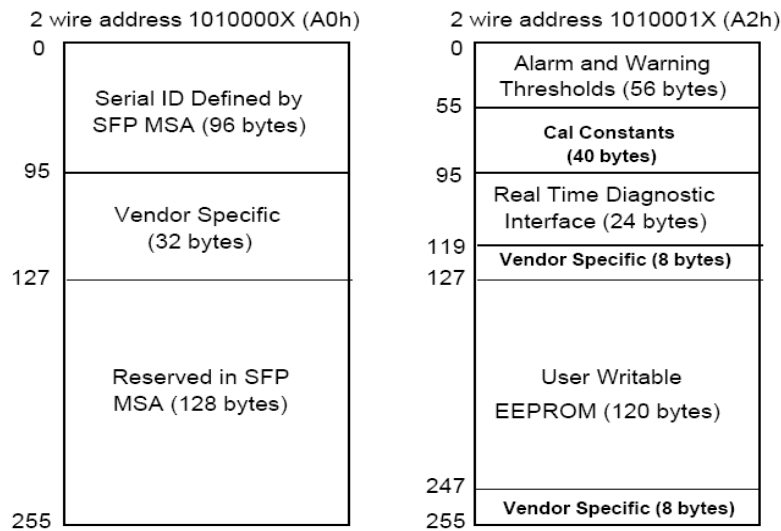 2 wire address 1010000X (A0h)
0
Serial ID Defined by
SFP MSA (96 bytes)
95
Vendor Specific
(32 bytes)
127
Reserved in SFP
MSA (128 bytes)
255
2 wire address 1010001X (A2h)
0
Alarm and Warning
Thresholds (56 bytes)
55
Cal Constants
(40 bytes)
95
Real Time Diagnostic
Interface (24 bytes)
119
Vendor Specific (8 bytes)
127
User Writable
EEPROM (120 bytes)
247
Vendor Specific (8 bytes)
255